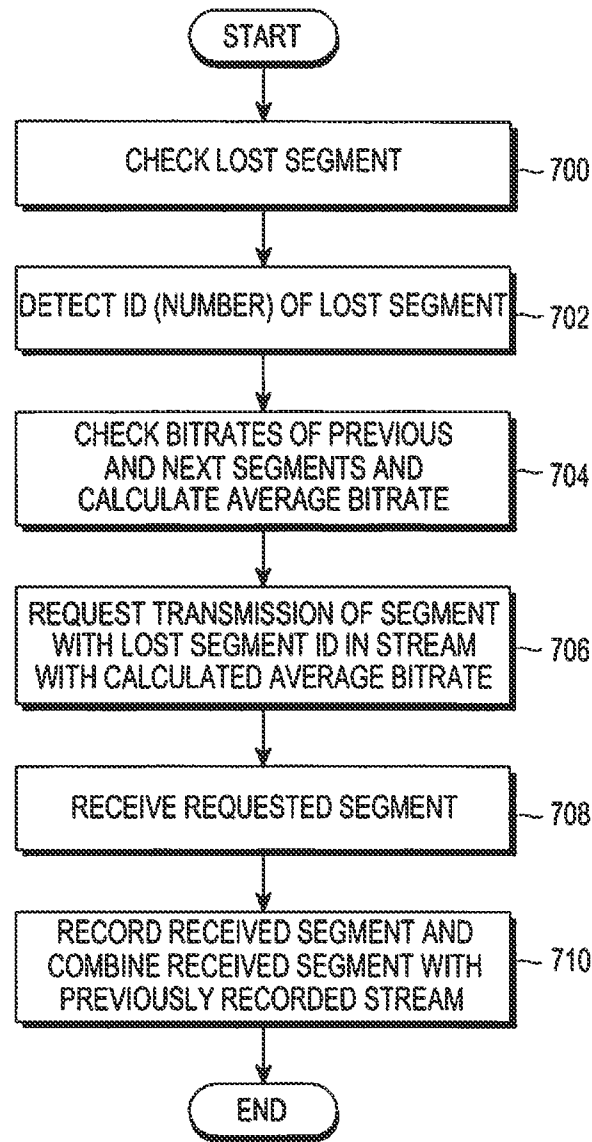 START
CHECK LOST SEGMENT
700
DETECT ID (NUMBER) OF LOST SEGMENT
702
CHECK BITRATES OF PREVIOUS
AND NEXT SEGMENTS AND
CALCULATE AVERAGE BITRATE
704
REQUEST TRANSMISSION OF SEGMENT
WITH LOST SEGMENT ID IN STREAM
WITH CALCULATED AVERAGE BITRATE
706
RECEIVE REQUESTED SEGMENT
708
RECORD RECEIVED SEGMENT AND
COMBINE RECEIVED SEGMENT WITH
PREVIOUSLY RECORDED STREAM
710
END